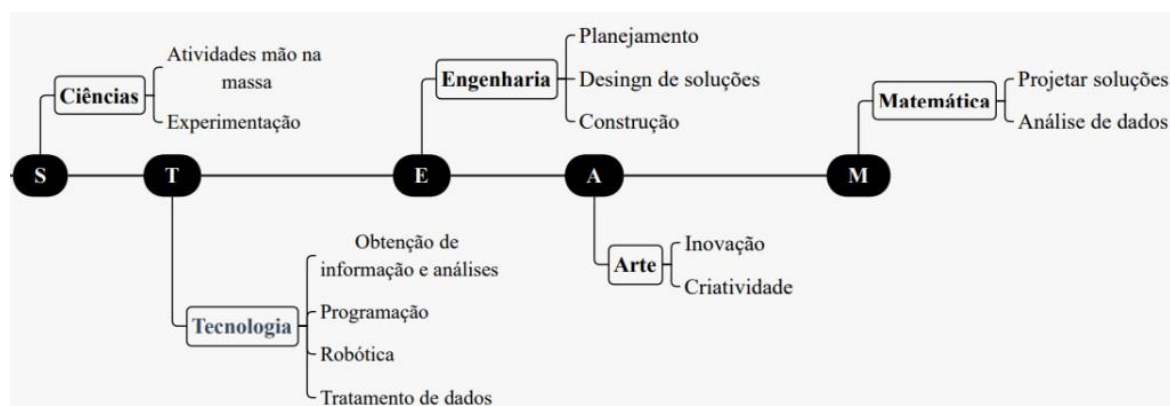 Atividades mão na
massa
Ciências
Experimentação
Planejamento
Engenharia
Desingn de soluções
Construção
Projetar soluções
Matemática
Análise de dados
S
T
E
A
M
Obtenção de
informação e análises
Tecnologia
Programação
Robótica
Tratamento de dados
Inovação
Arte
Criatividade